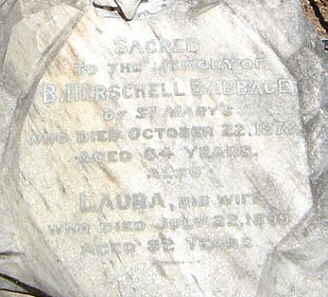 SACRED
TO THE MEMORY OF
B. HERSCHELL BABBAGE
OF ST MARY'S
WHO DIED OCTOBER 22, 1878
AGED 64 YEARS.
ALSO
LAURA, HIS WIFE
WHO DIED JULY 22,
AGED 82 YEARS